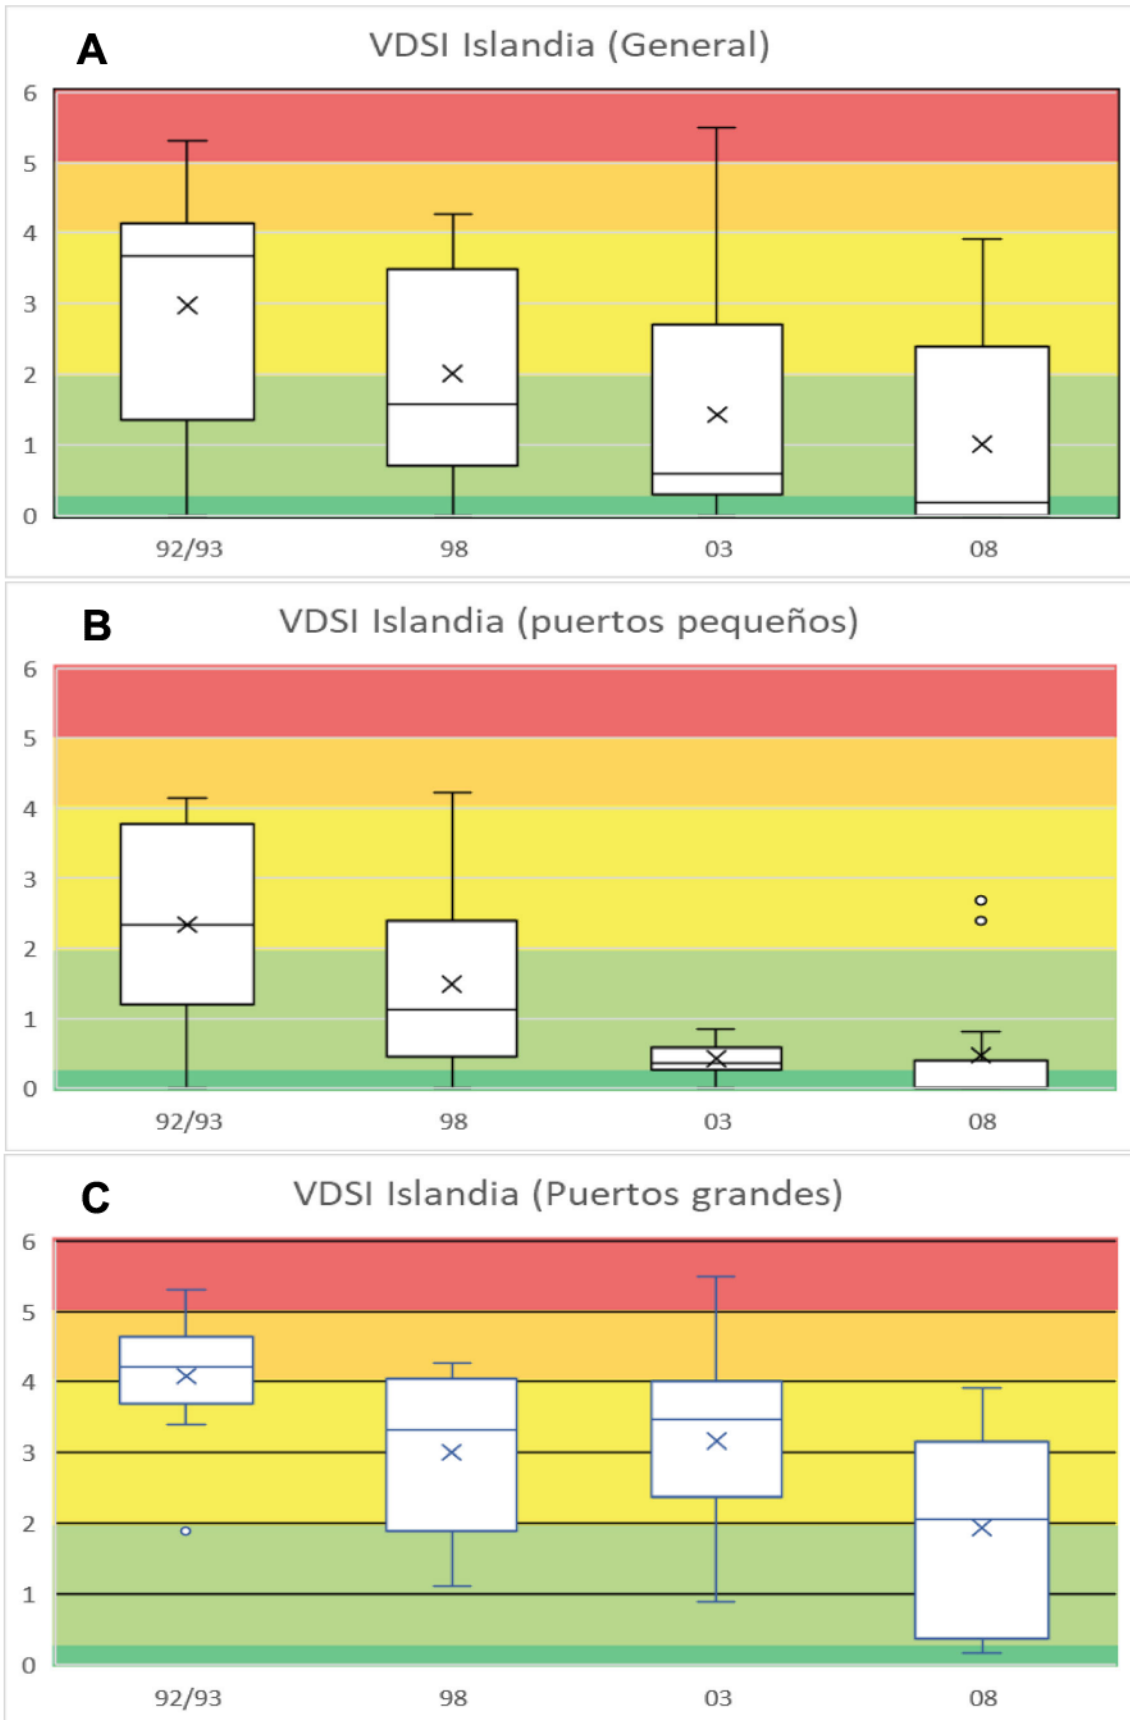 A
VDSI Islandia (General)
6
5
4
3
2
1
0
92/93 98 03 08
B
VDSI Islandia (puertos pequeños)
6
5
4
3
2
1
0
92/93 98 03 08
C
VDSI Islandia (Puertos grandes)
6
5
4
3
2
1
0
92/93 98 03 08